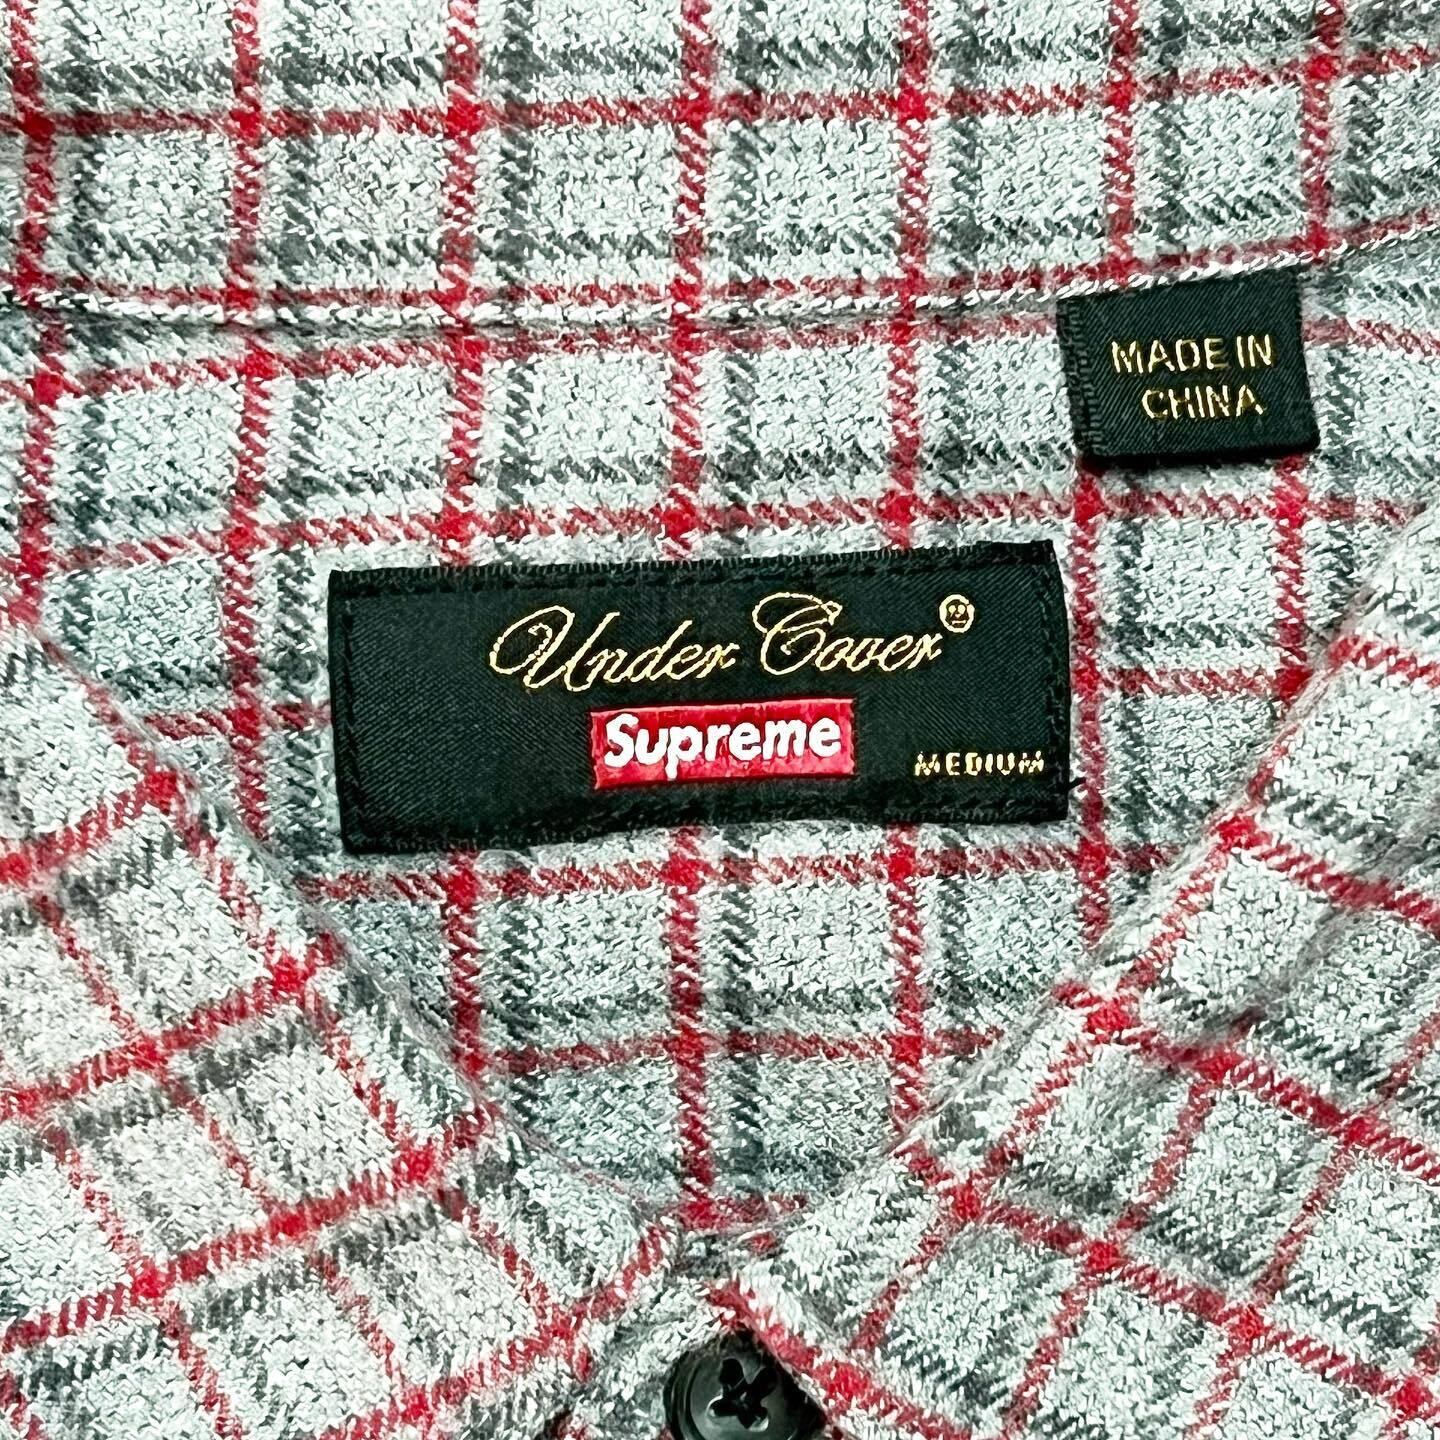 MADE IN
CHINA
Under Cover
Supreme
MEDIUM